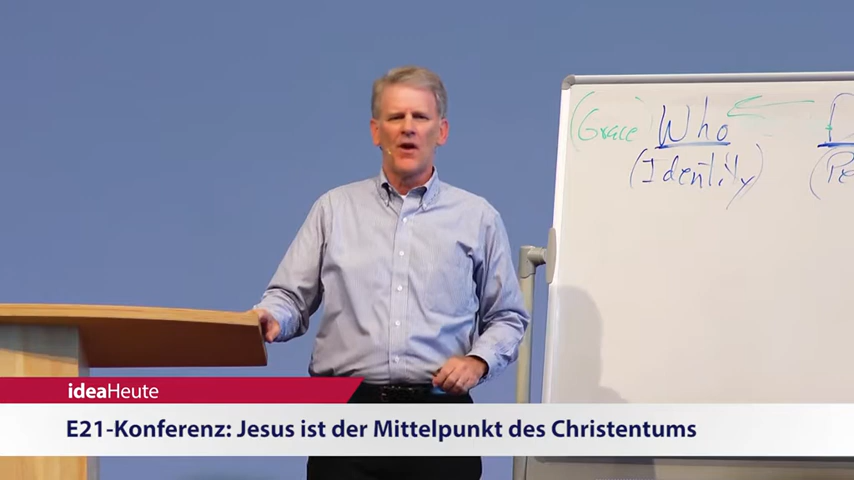 (Grace) Who
(Identity)
ideaHeute
E21-Konferenz: Jesus ist der Mittelpunkt des Christentums